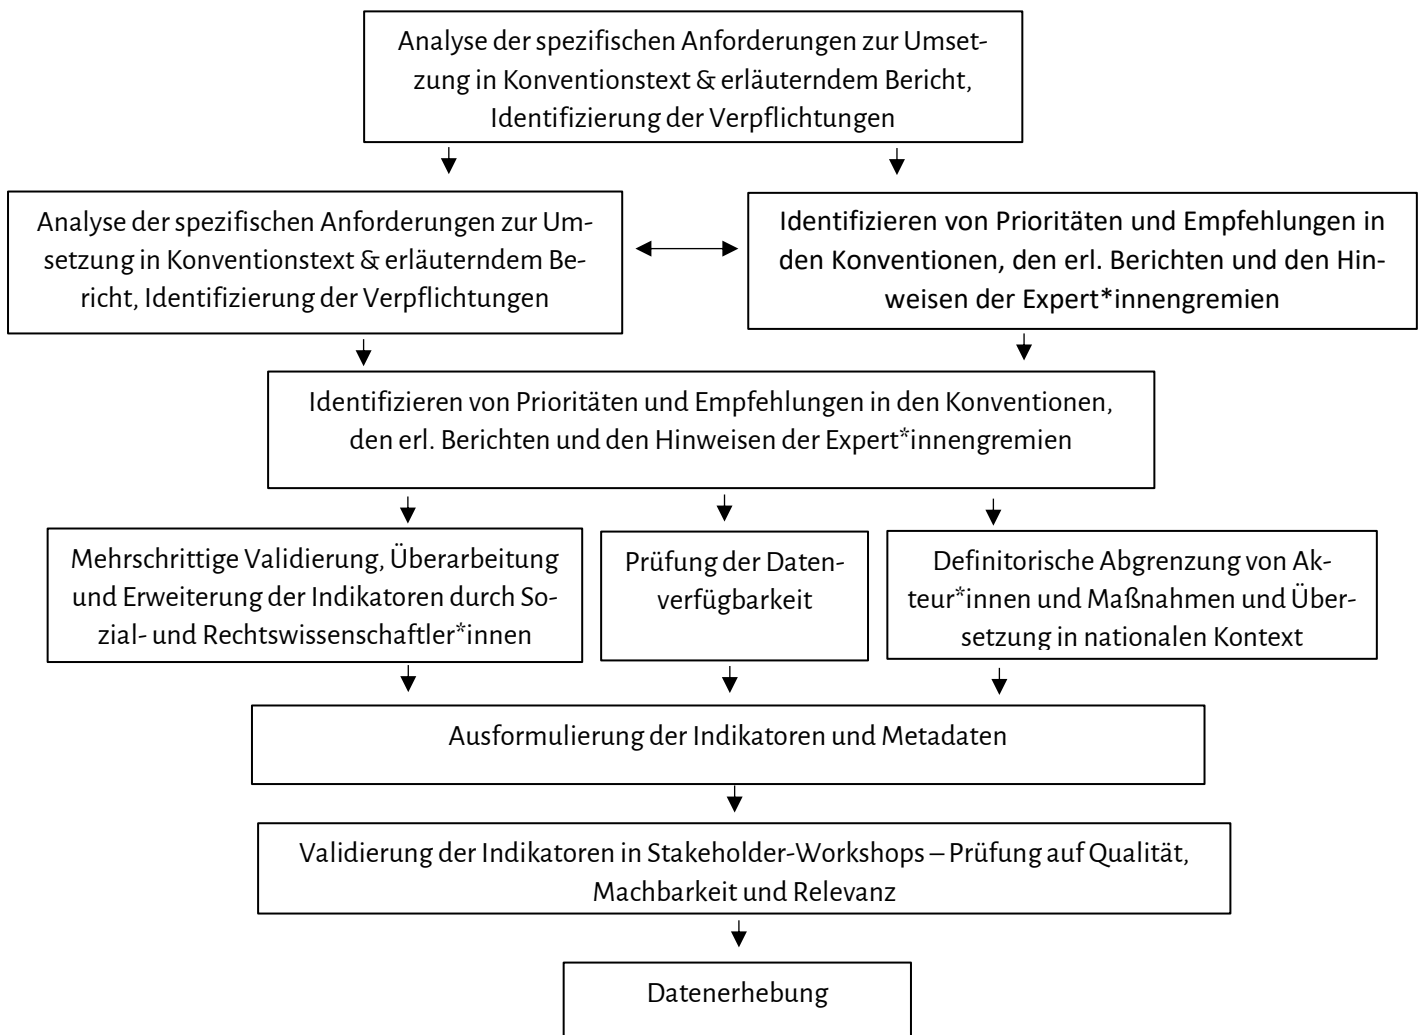 Analyse der spezifischen Anforderungen zur Umset-
zung in Konventionstext & erläuterndem Bericht,
Identifizierung der Verpflichtungen
Analyse der spezifischen Anforderungen zur Um-
setzung in Konventionstext & erläuterndem Be-
richt, Identifizierung der Verpflichtungen
Identifizieren von Prioritäten und Empfehlungen in
den Konventionen, den erl. Berichten und den Hin-
weisen der Expert*innengremien
Identifizieren von Prioritäten und Empfehlungen in den Konventionen,
den erl. Berichten und den Hinweisen der Expert*innengremien
Mehrschrittige Validierung, Überarbeitung
und Erweiterung der Indikatoren durch So-
zial- und Rechtswissenschaftler*innen
Prüfung der Daten-
verfügbarkeit
Definitorische Abgrenzung von Ak-
teur*innen und Maßnahmen und Über-
setzung in nationalen Kontext
Ausformulierung der Indikatoren und Metadaten
Validierung der Indikatoren in Stakeholder-Workshops – Prüfung auf Qualität,
Machbarkeit und Relevanz
Datenerhebung